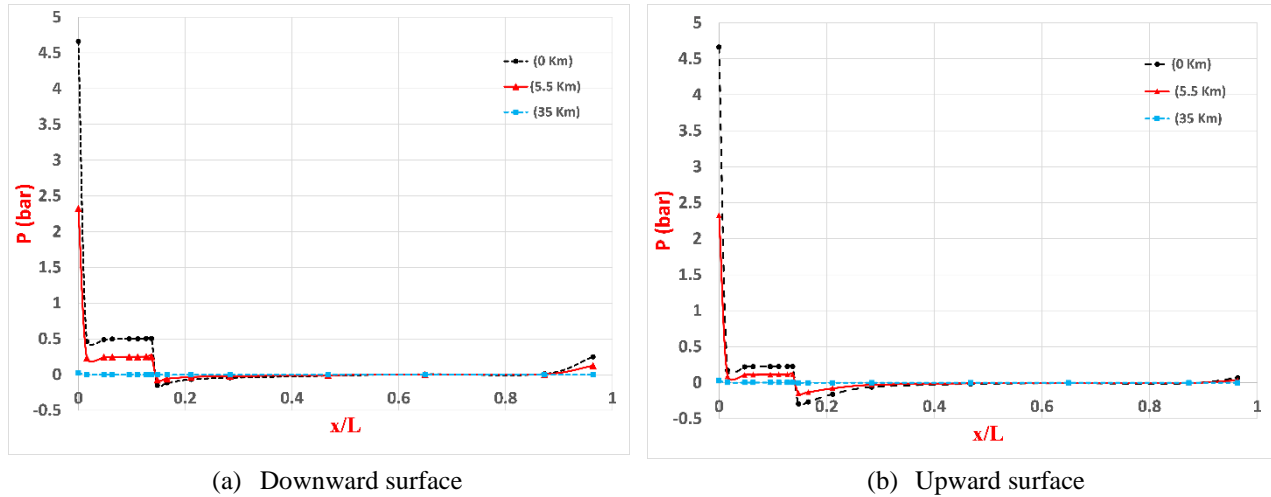 5
4.5
4
3.5
3
2.5
2
1.5
1
0.5
0
-0.5
P (bar)
(0 Km)
(5.5 Km)
(35 Km)
0 0.2 0.4 0.6 0.8 1
x/L
(a) Downward surface
5
4.5
4
3.5
3
2.5
2
1.5
1
0.5
0
-0.5
P (bar)
(0 Km)
(5.5 Km)
(35 Km)
0 0.2 0.4 0.6 0.8 1
x/L
(b) Upward surface